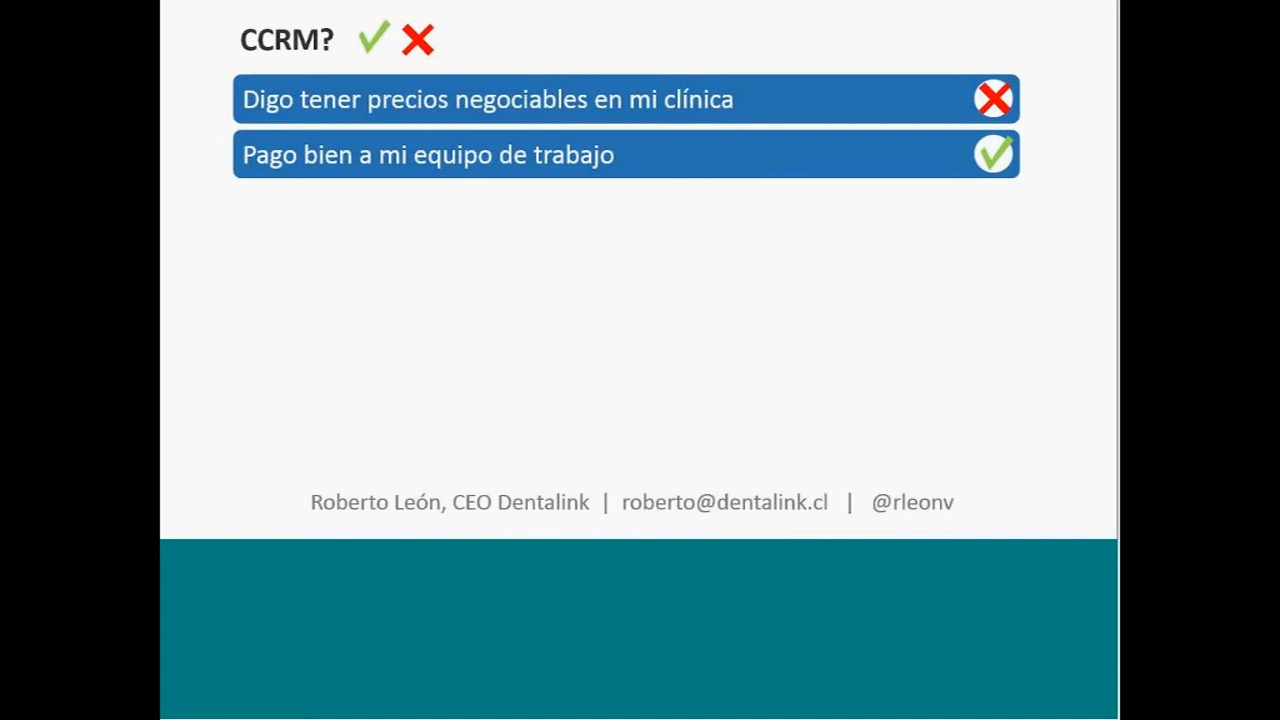 CCRM?
Digo tener precios negociables en mi clínica
Pago bien a mi equipo de trabajo
Roberto León, CEO Dentalink | roberto@dentalink.cl | @rleonv